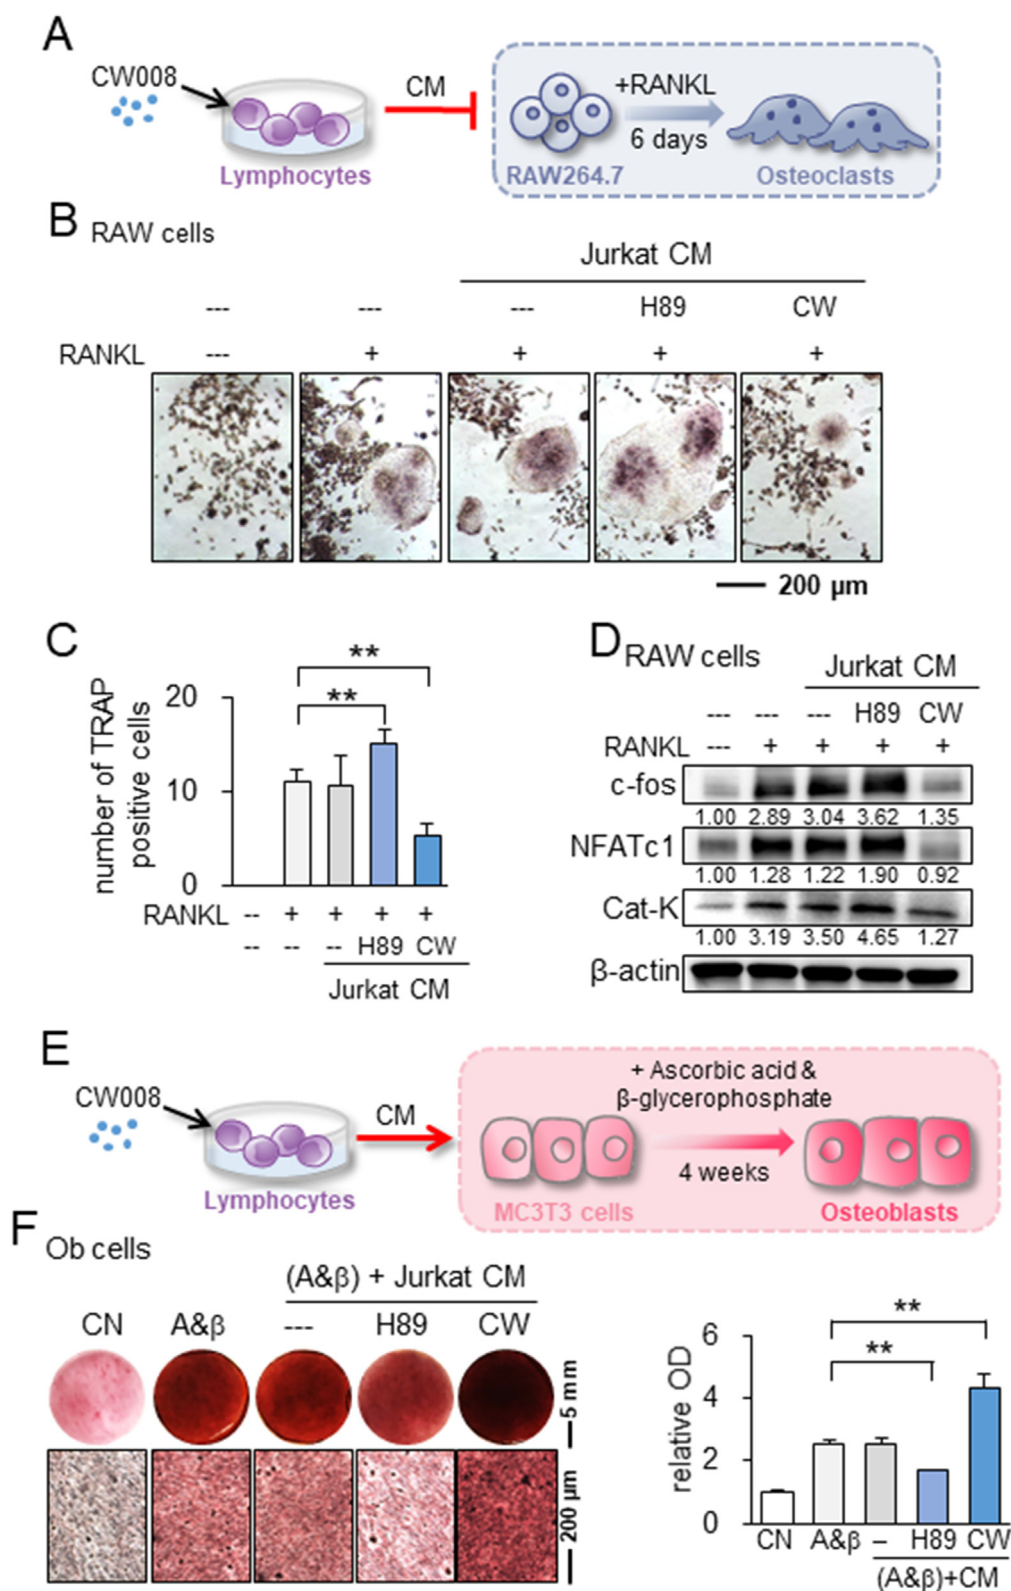 A
CW008
CM
Lymphocytes
+RANKL
6 days
RAW264.7
Osteoclasts
B RAW cells
Jurkat CM
--- --- --- H89 CW
RANKL --- + + + +
200 μm
C
number of TRAP
positive cells
20
10
0
** 
**
RANKL -- + + + +
-- -- -- H89 CW
Jurkat CM
D RAW cells
Jurkat CM
--- --- --- H89 CW
RANKL --- + + + +
c-fos
1.00 2.89 3.04 3.62 1.35
NFATc1
1.00 1.28 1.22 1.90 0.92
Cat-K
1.00 3.19 3.50 4.65 1.27
β-actin
E
CW008
CM
Lymphocytes
+ Ascorbic acid &
β-glycerophosphate
4 weeks
MC3T3 cells
Osteoblasts
F Ob cells
(A&β) + Jurkat CM
CN A&β --- H89 CW
5 mm
200 μm
relative OD
6
4
2
0
**
**
CN A&β – H89 CW
(A&β)+CM